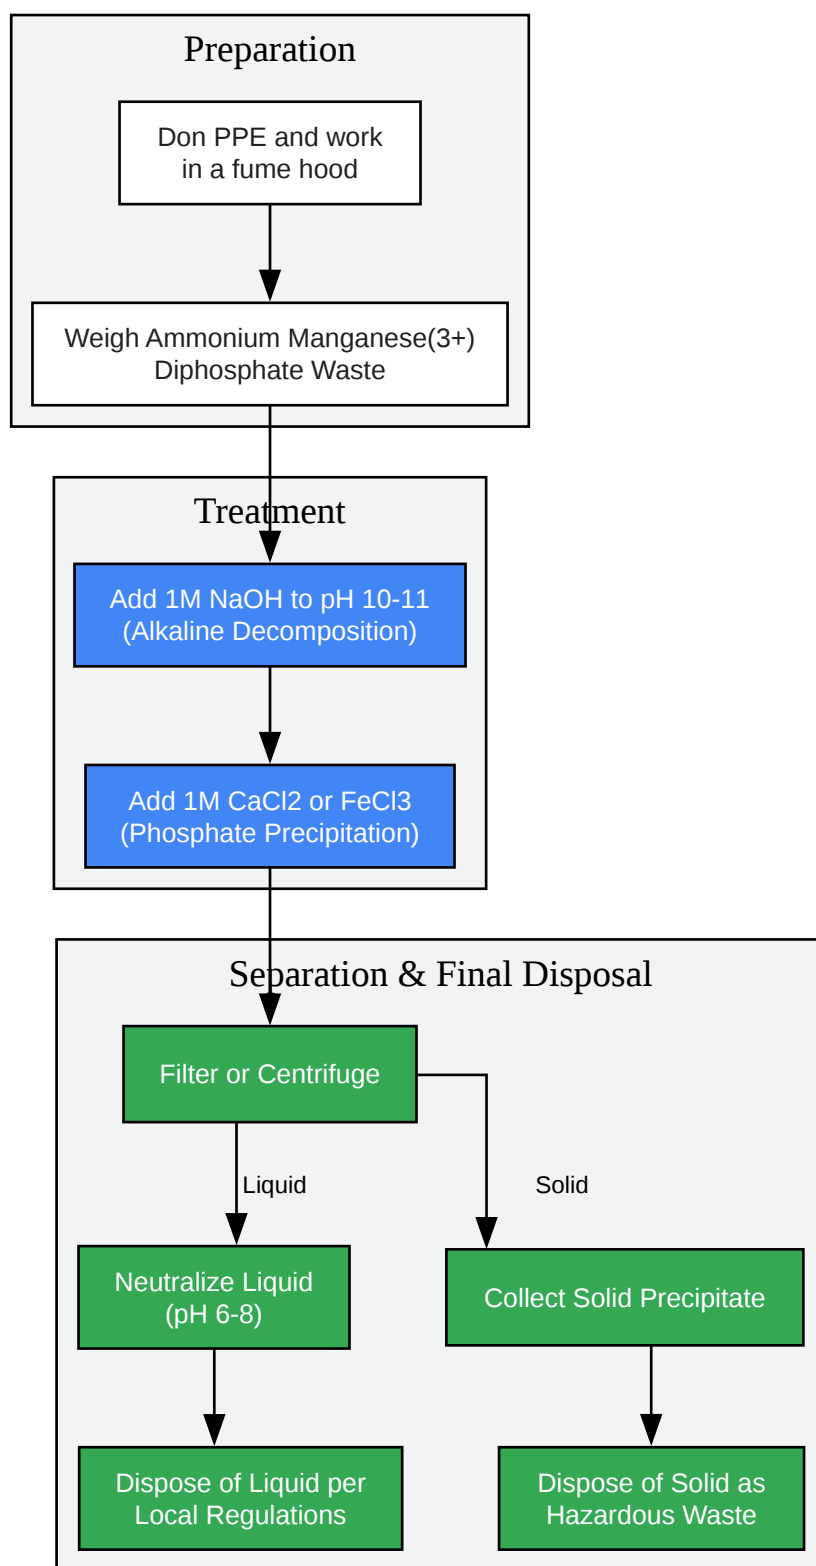 Preparation
Don PPE and work
in a fume hood
Weigh Ammonium Manganese(3+)
Diphosphate Waste
Treatment
Add 1M NaOH to pH 10-11
(Alkaline Decomposition)
Add 1M CaCl2 or FeCl3
(Phosphate Precipitation)
Separation & Final Disposal
Filter or Centrifuge
Liquid
Solid
Neutralize Liquid
(pH 6-8)
Collect Solid Precipitate
Dispose of Liquid per
Local Regulations
Dispose of Solid as
Hazardous Waste